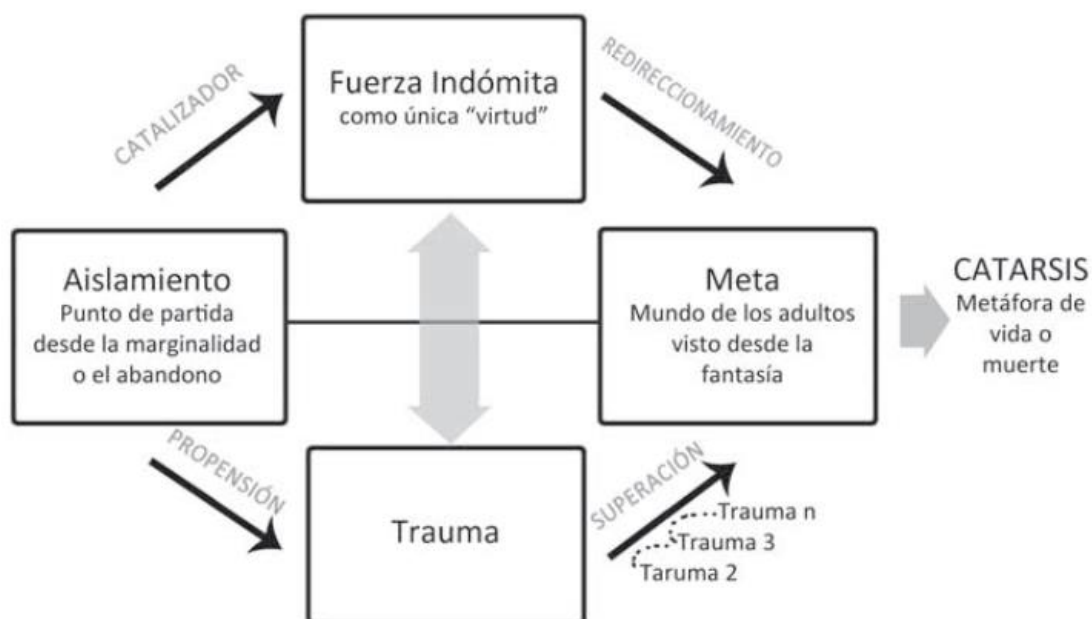 CATALIZADOR
Fuerza Indómita
como única “virtud”
REDIRECCIONAMIENTO
Aislamiento
Punto de partida
desde la marginalidad
o el abandono
Meta
Mundo de los adultos
visto desde la
fantasía
CATARSIS
Metáfora de
vida o
muerte
PROPENSIÓN
Trauma
SUPERACIÓN
Trauma n
Trauma 3
Taruma 2